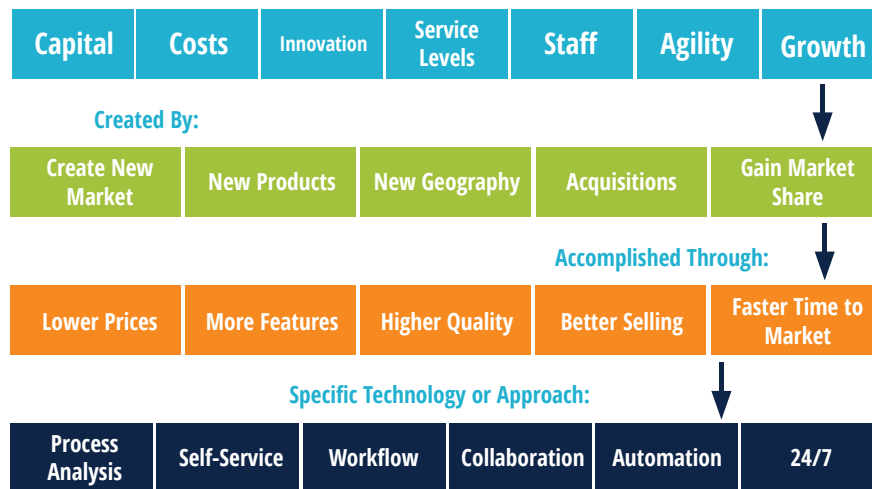 Capital
Costs
Innovation
Service
Levels
Staff
Agility
Growth
Created By:
Create New
Market
New Products
New Geography
Acquisitions
Gain Market
Share
Accomplished Through:
Lower Prices
More Features
Higher Quality
Better Selling
Faster Time to
Market
Specific Technology or Approach:
Process
Analysis
Self-Service
Workflow
Collaboration
Automation
24/7